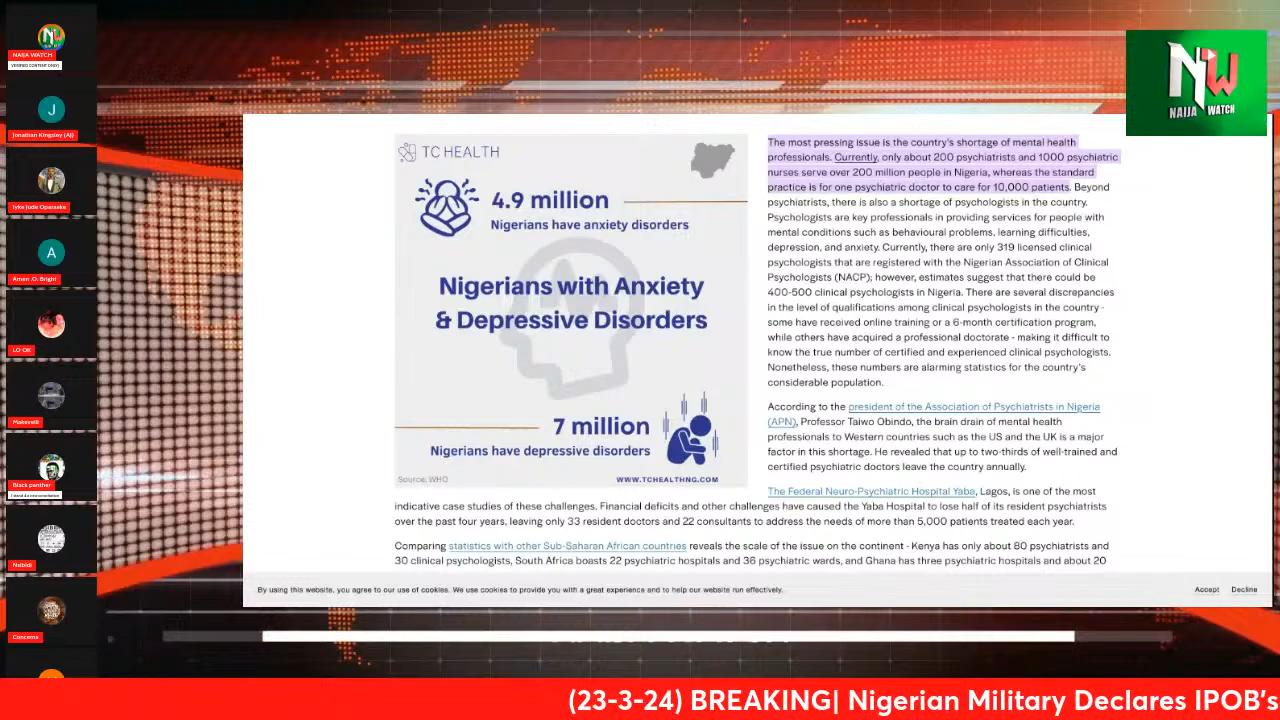 NAIJA WATCH
VERIFIED CONTENT ONLY)
J
Jonathan Kingsley (AJ)
Iyke Jude Oparaeke
A
Amen .O. Bright
LO OK
Makaveli
Black panther
Nebidi
Concerns
NW
NAIJA WATCH
TC HEALTH
4.9 million
Nigerians have anxiety disorders
Nigerians with Anxiety
& Depressive Disorders
7 million
Nigerians have depressive disorders
Source: WHO
WWW.TCHEALTHNG.COM
The most pressing issue is the country's shortage of mental health
professionals. Currently, only about 200 psychiatrists and 1000 psychiatric
nurses serve over 200 million people in Nigeria, whereas the standard
practice is for one psychiatric doctor to care for 10,000 patients. Beyond
psychiatrists, there is also a shortage of psychologists in the country.
Psychologists are key professionals in providing services for people with
mental conditions such as behavioural problems, learning difficulties,
depression, and anxiety. Currently, there are only 319 licensed clinical
psychologists that are registered with the Nigerian Association of Clinical
Psychologists (NACP); however, estimates suggest that there could be
400-500 clinical psychologists in Nigeria. There are several discrepancies
in the level of qualifications among clinical psychologists in the country -
some have received online training or a 6-month certification program,
while others have acquired a professional doctorate - making it difficult to
know the true number of certified and experienced clinical psychologists.
Nonetheless, these numbers are alarming statistics for the country's
considerable population.
According to the president of the Association of Psychiatrists in Nigeria
(APN), Professor Taiwo Obindo, the brain drain of mental health
professionals to Western countries such as the US and the UK is a major
factor in this shortage. He revealed that up to two-thirds of well-trained and
certified psychiatric doctors leave the country annually.
The Federal Neuro-Psychiatric Hospital Yaba, Lagos, is one of the most
indicative case studies of these challenges. Financial deficits and other challenges have caused the Yaba Hospital to lose half of its resident psychiatrists
over the past four years, leaving only 33 resident doctors and 22 consultants to address the needs of more than 5,000 patients treated each year.
Comparing statistics with other Sub-Saharan African countries reveals the scale of the issue on the continent - Kenya has only about 80 psychiatrists and
30 clinical psychologists, South Africa boasts 22 psychiatric hospitals and 36 psychiatric wards, and Ghana has three psychiatric hospitals and about 20
By using this website, you agree to our use of cookies. We use cookies to provide you with a great experience and to help our website run effectively.
Accept
Decline
(23-3-24) BREAKING| Nigerian Military Declares IPOB's